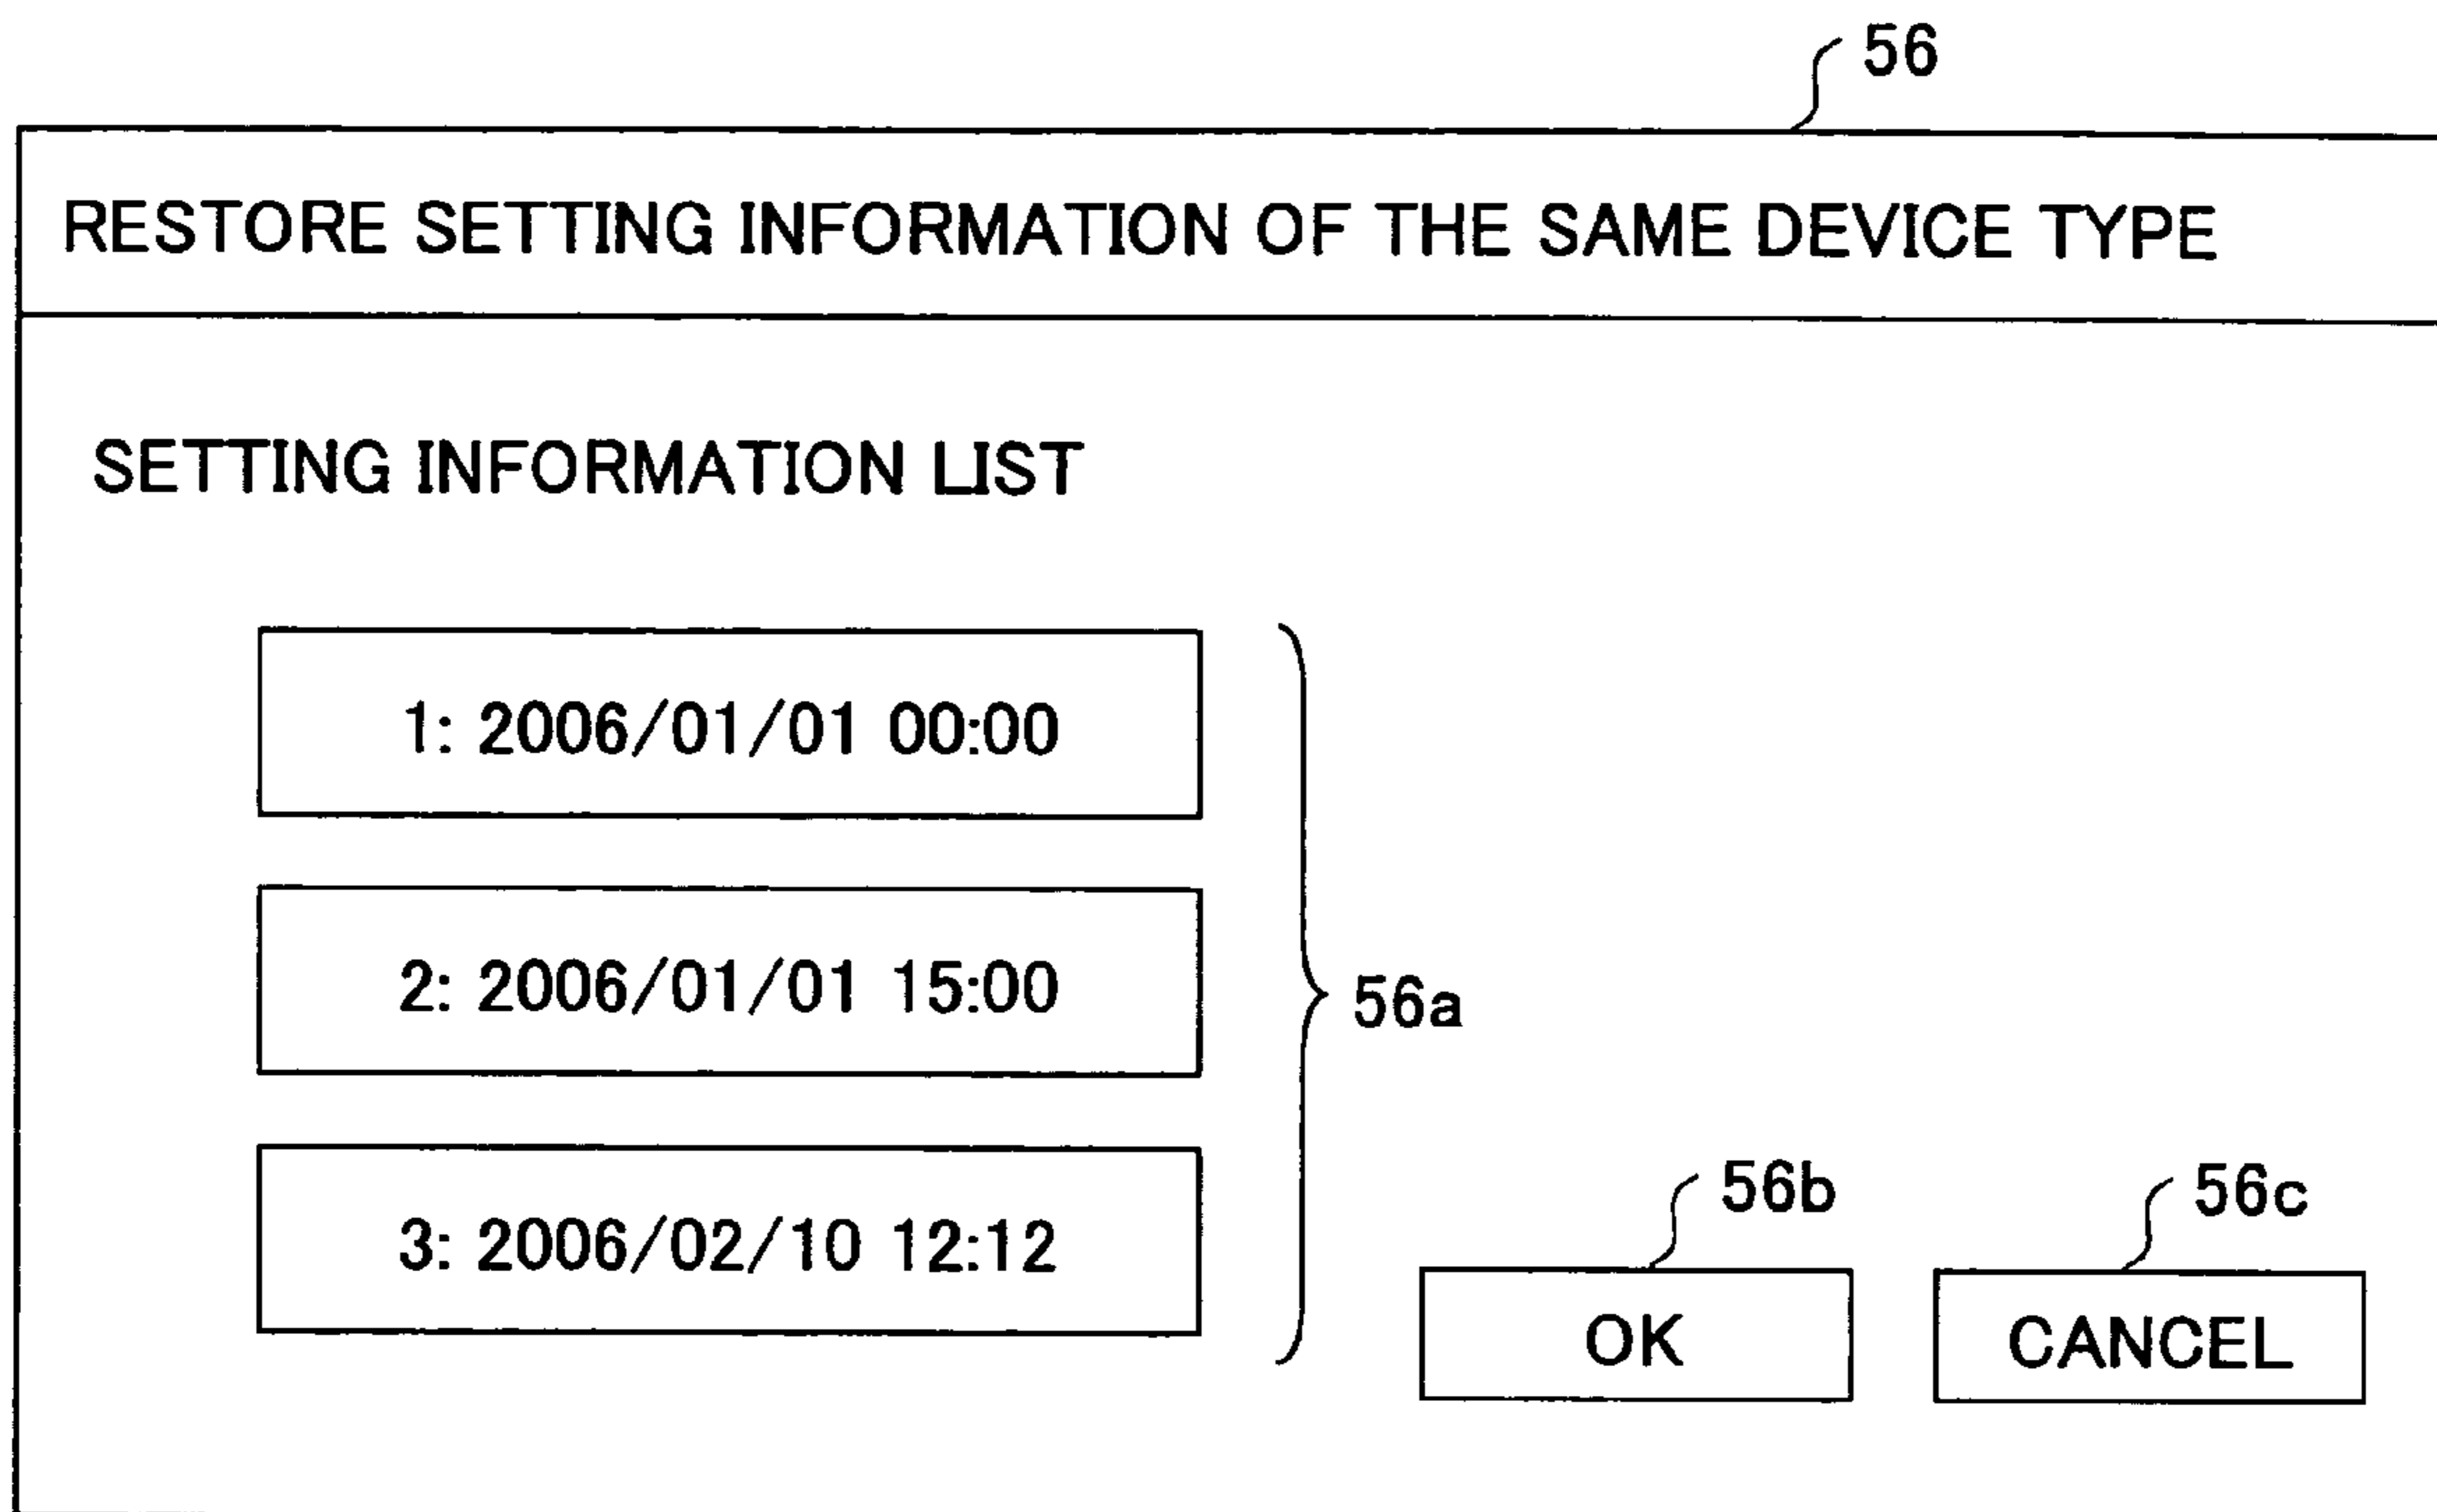 56
RESTORE SETTING INFORMATION OF THE SAME DEVICE TYPE
SETTING INFORMATION LIST
1: 2006/01/01 00:00
2: 2006/01/01 15:00
56a
3: 2006/02/10 12:12
56b
56c
OK
CANCEL